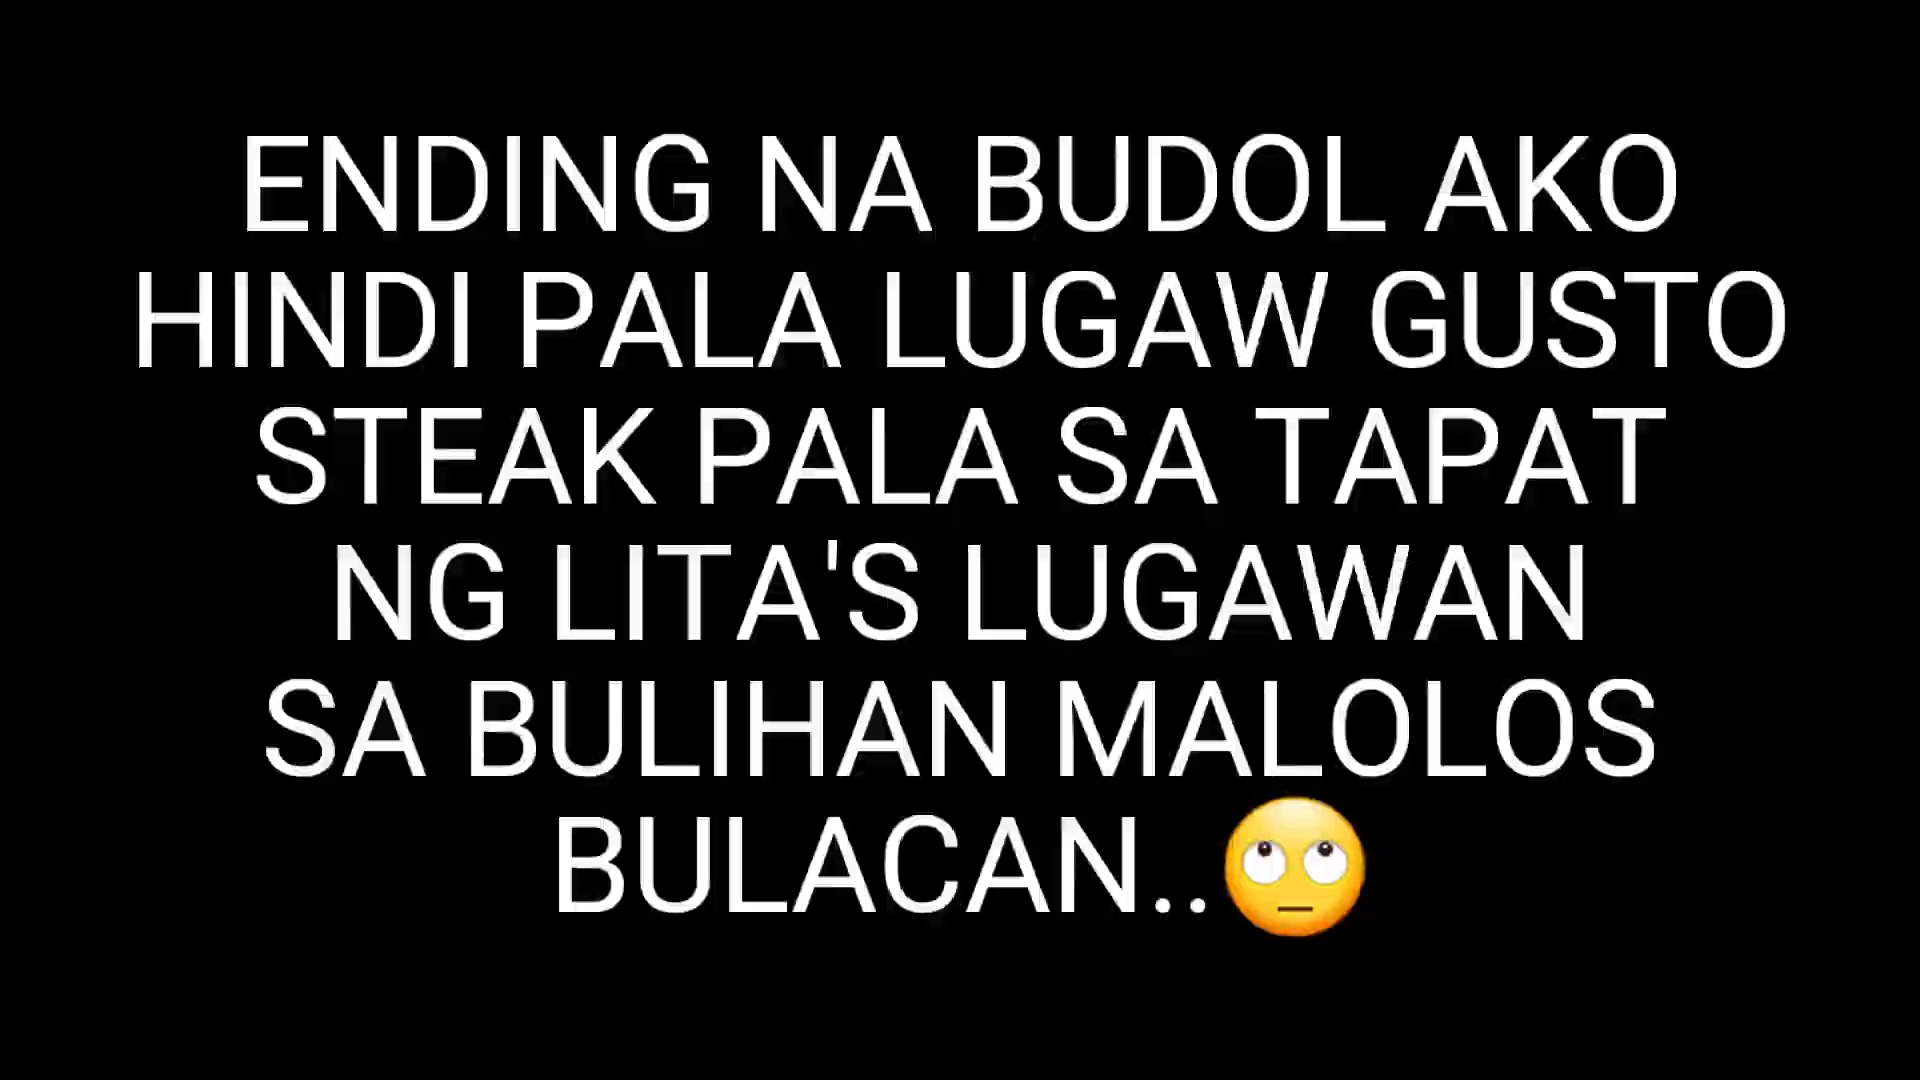 ENDING NA BUDOL AKO
HINDI PALA LUGAW GUSTO
STEAK PALA SA TAPAT
NG LITA'S LUGAWAN
SA BULIHAN MALOLOS
BULACAN..🙄